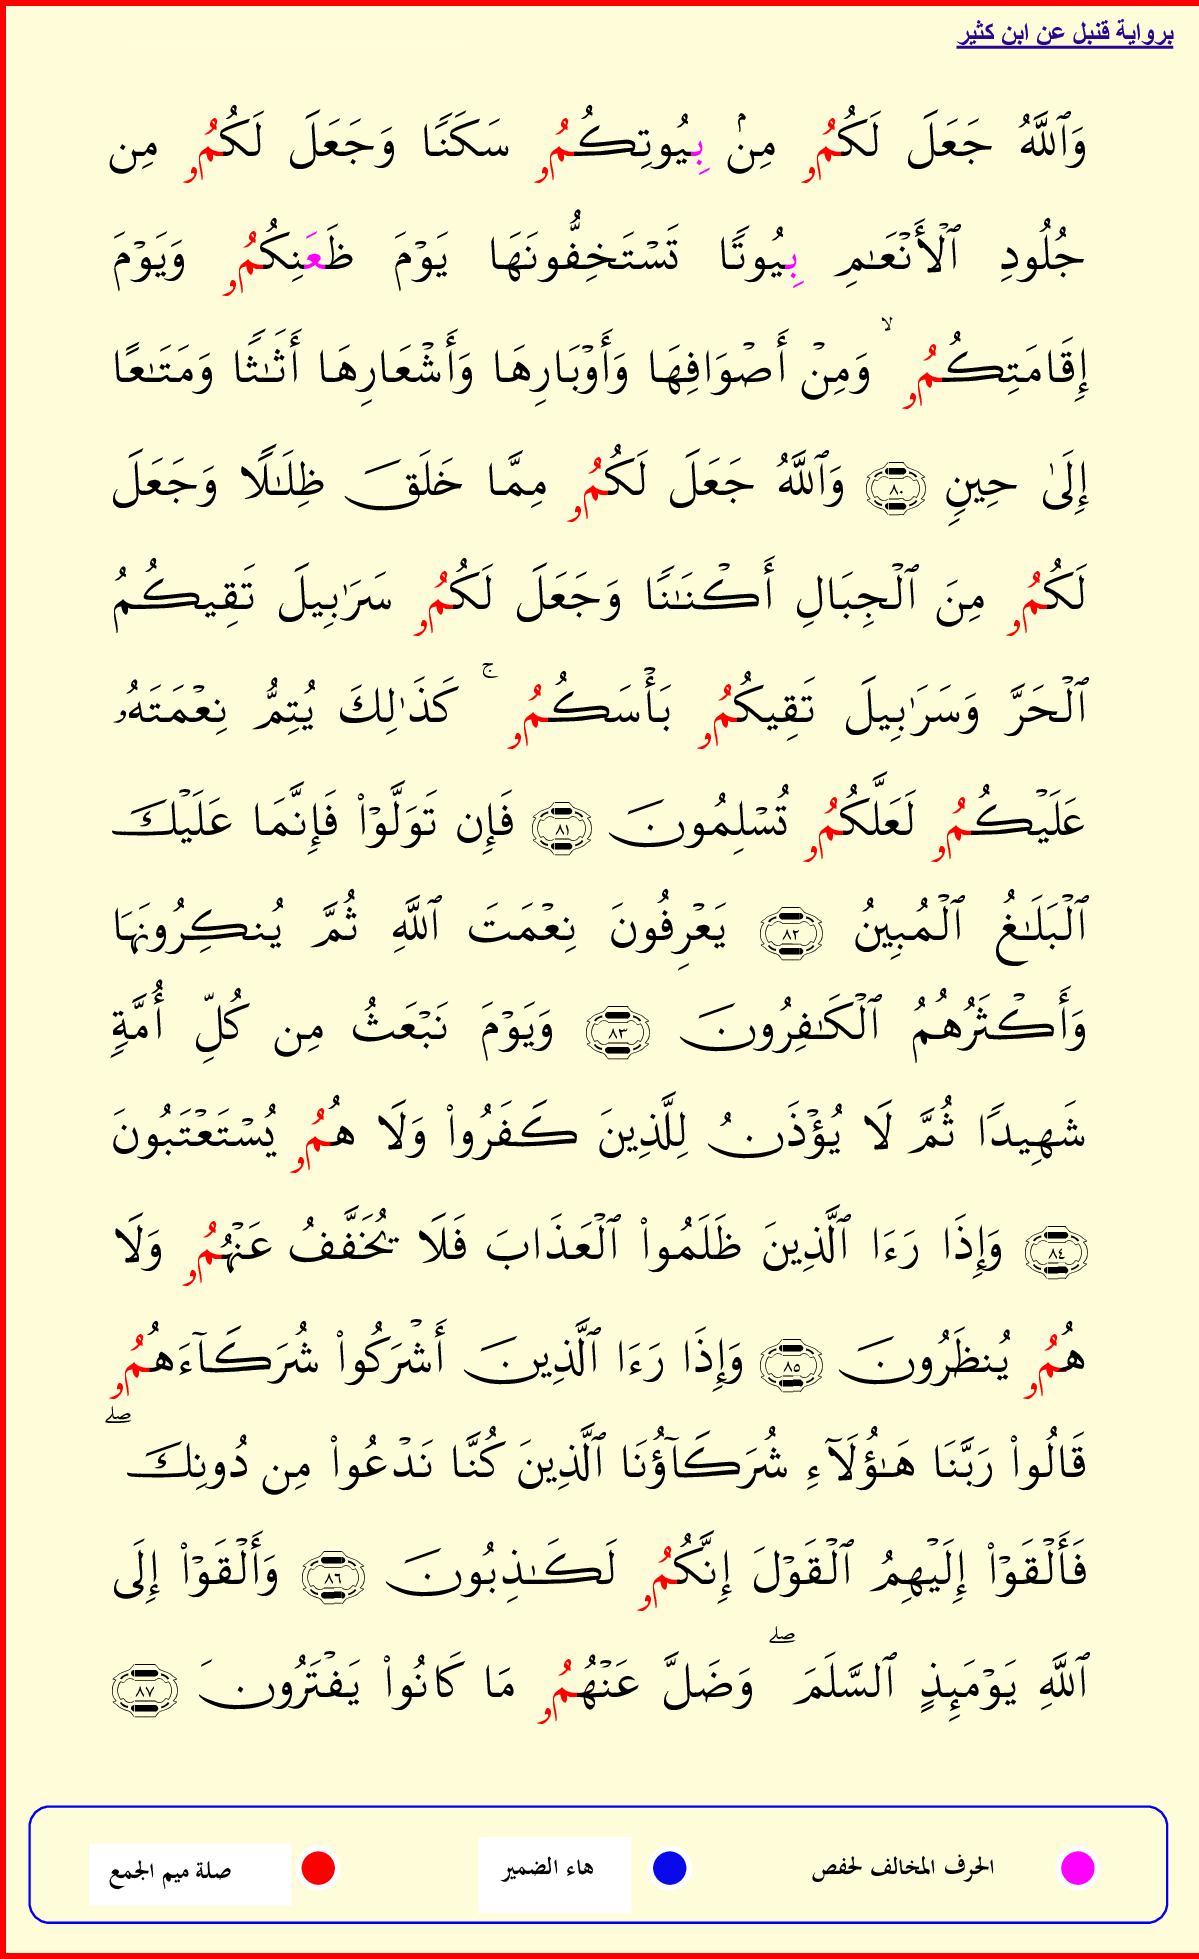 برواية قنبل عن ابن كثير
وَٱللَّهُ جَعَلَ لَكُمُۥ مِنۢ بِيُوتِكُمُۥ سَكَنًا وَجَعَلَ لَكُمُۥ مِن
جُلُودِ ٱلْأَنْعَـٰمِ بِيُوتًا تَسْتَخِفُّونَهَا يَوْمَ ظَعَنِكُمُۥ وَيَوْمَ
إِقَامَتِكُمُۥ ۙ وَمِنْ أَصْوَافِهَا وَأَوْبَارِهَا وَأَشْعَارِهَا أَثَـٰثًا وَمَتَـٰعًا
إِلَىٰ حِينٍ ٨٠ وَٱللَّهُ جَعَلَ لَكُمُۥ مِمَّا خَلَقَ ظِلَـٰلًا وَجَعَلَ
لَكُمُۥ مِنَ ٱلْجِبَالِ أَكْنَـٰنًا وَجَعَلَ لَكُمُۥ سَرَٰبِيلَ تَقِيكُمُ
ٱلْحَرَّ وَسَرَٰبِيلَ تَقِيكُمُۥ بَأْسَكُمُۥ ۚ كَذَٰلِكَ يُتِمُّ نِعْمَتَهُۥ
عَلَيْكُمُۥ لَعَلَّكُمُۥ تُسْلِمُونَ ٨١ فَإِن تَوَلَّوْا۟ فَإِنَّمَا عَلَيْكَ
ٱلْبَلَـٰغُ ٱلْمُبِينُ ٨٢ يَعْرِفُونَ نِعْمَتَ ٱللَّهِ ثُمَّ يُنكِرُونَهَا
وَأَكْثَرُهُمُ ٱلْكَـٰفِرُونَ ٨٣ وَيَوْمَ نَبْعَثُ مِن كُلِّ أُمَّةٍ
شَهِيدًا ثُمَّ لَا يُؤْذَنُ لِلَّذِينَ كَفَرُوا۟ وَلَا هُمُۥ يُسْتَعْتَبُونَ
٨٤ وَإِذَا رَءَا ٱلَّذِينَ ظَلَمُوا۟ ٱلْعَذَابَ فَلَا يُخَفَّفُ عَنْهُمُۥ وَلَا
هُمُۥ يُنظَرُونَ ٨٥ وَإِذَا رَءَا ٱلَّذِينَ أَشْرَكُوا۟ شُرَكَآءَهُمُۥ
قَالُوا۟ رَبَّنَا هَـٰؤُلَآءِ شُرَكَآؤُنَا ٱلَّذِينَ كُنَّا نَدْعُوا۟ مِن دُونِكَ ۖ
فَأَلْقَوْا۟ إِلَيْهِمُ ٱلْقَوْلَ إِنَّكُمُۥ لَكَـٰذِبُونَ ٨٦ وَأَلْقَوْا۟ إِلَى
ٱللَّهِ يَوْمَئِذٍ ٱلسَّلَمَ ۖ وَضَلَّ عَنْهُمُۥ مَا كَانُوا۟ يَفْتَرُونَ ٨٧
الحرف المخالف لحفص هاء الضمير صلة ميم الجمع